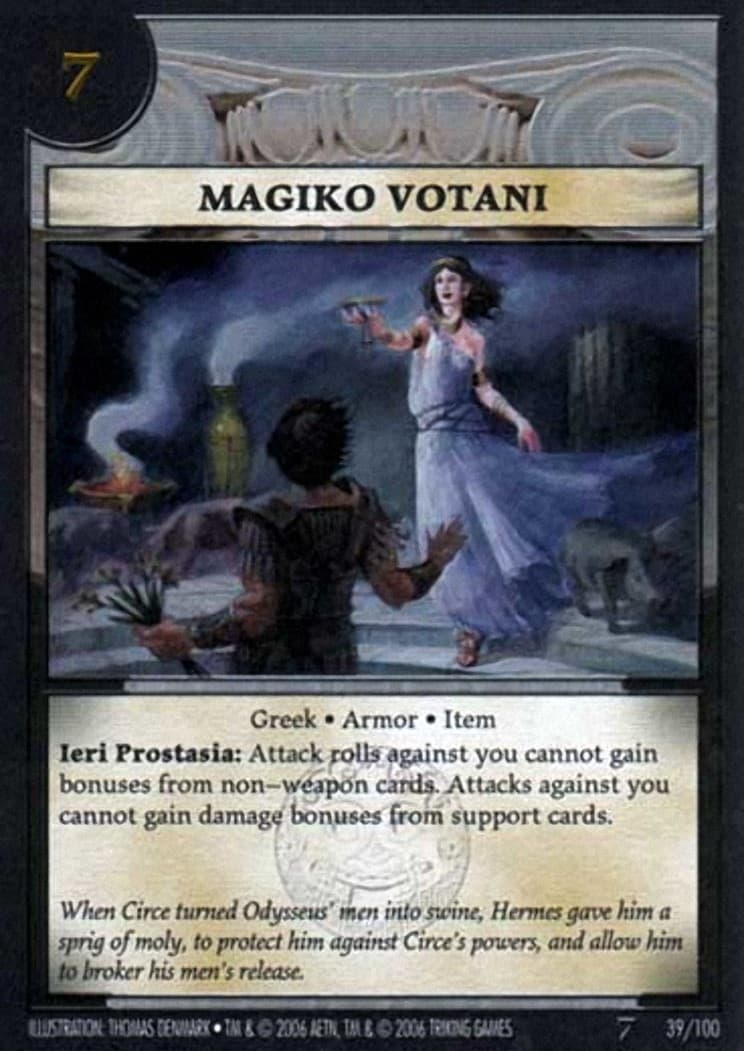 7
MAGIKO VOTANI
Greek • Armor • Item
Ieri Prostasia: Attack rolls against you cannot gain
bonuses from non–weapon cards. Attacks against you
cannot gain damage bonuses from support cards.
When Circe turned Odysseus' men into swine, Hermes gave him a
sprig of moly, to protect him against Circe's powers, and allow him
to broker his men's release.
ILLUSTRATION: THOMAS DENMARK • TM & © 2006 AETN, TM & © 2006 TRIKING GAMES 7 39/100